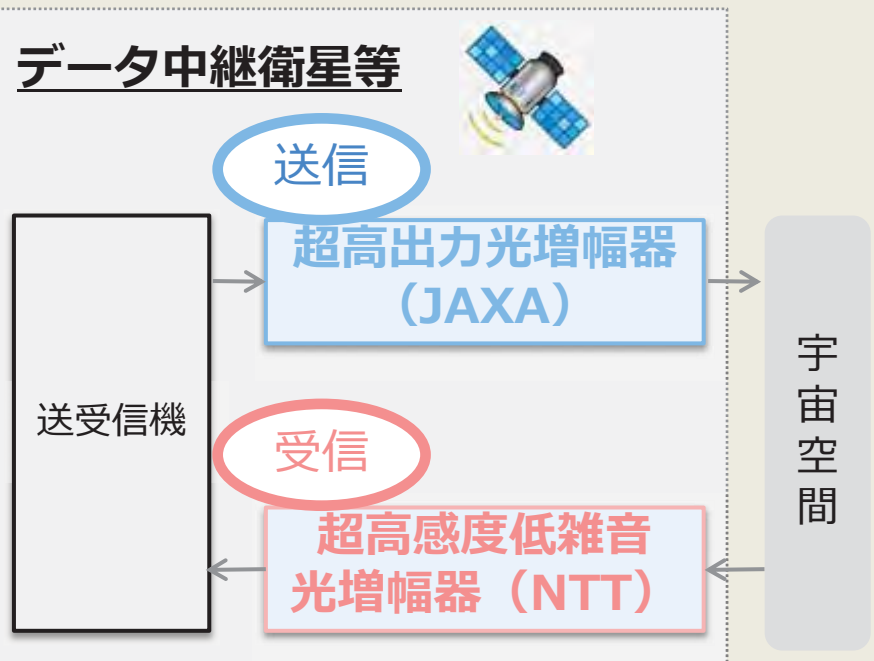 データ中継衛星等
送信
超高出力光増幅器
（JAXA）
送受信機
受信
超高感度低雑音
光増幅器（NTT）
宇宙空間